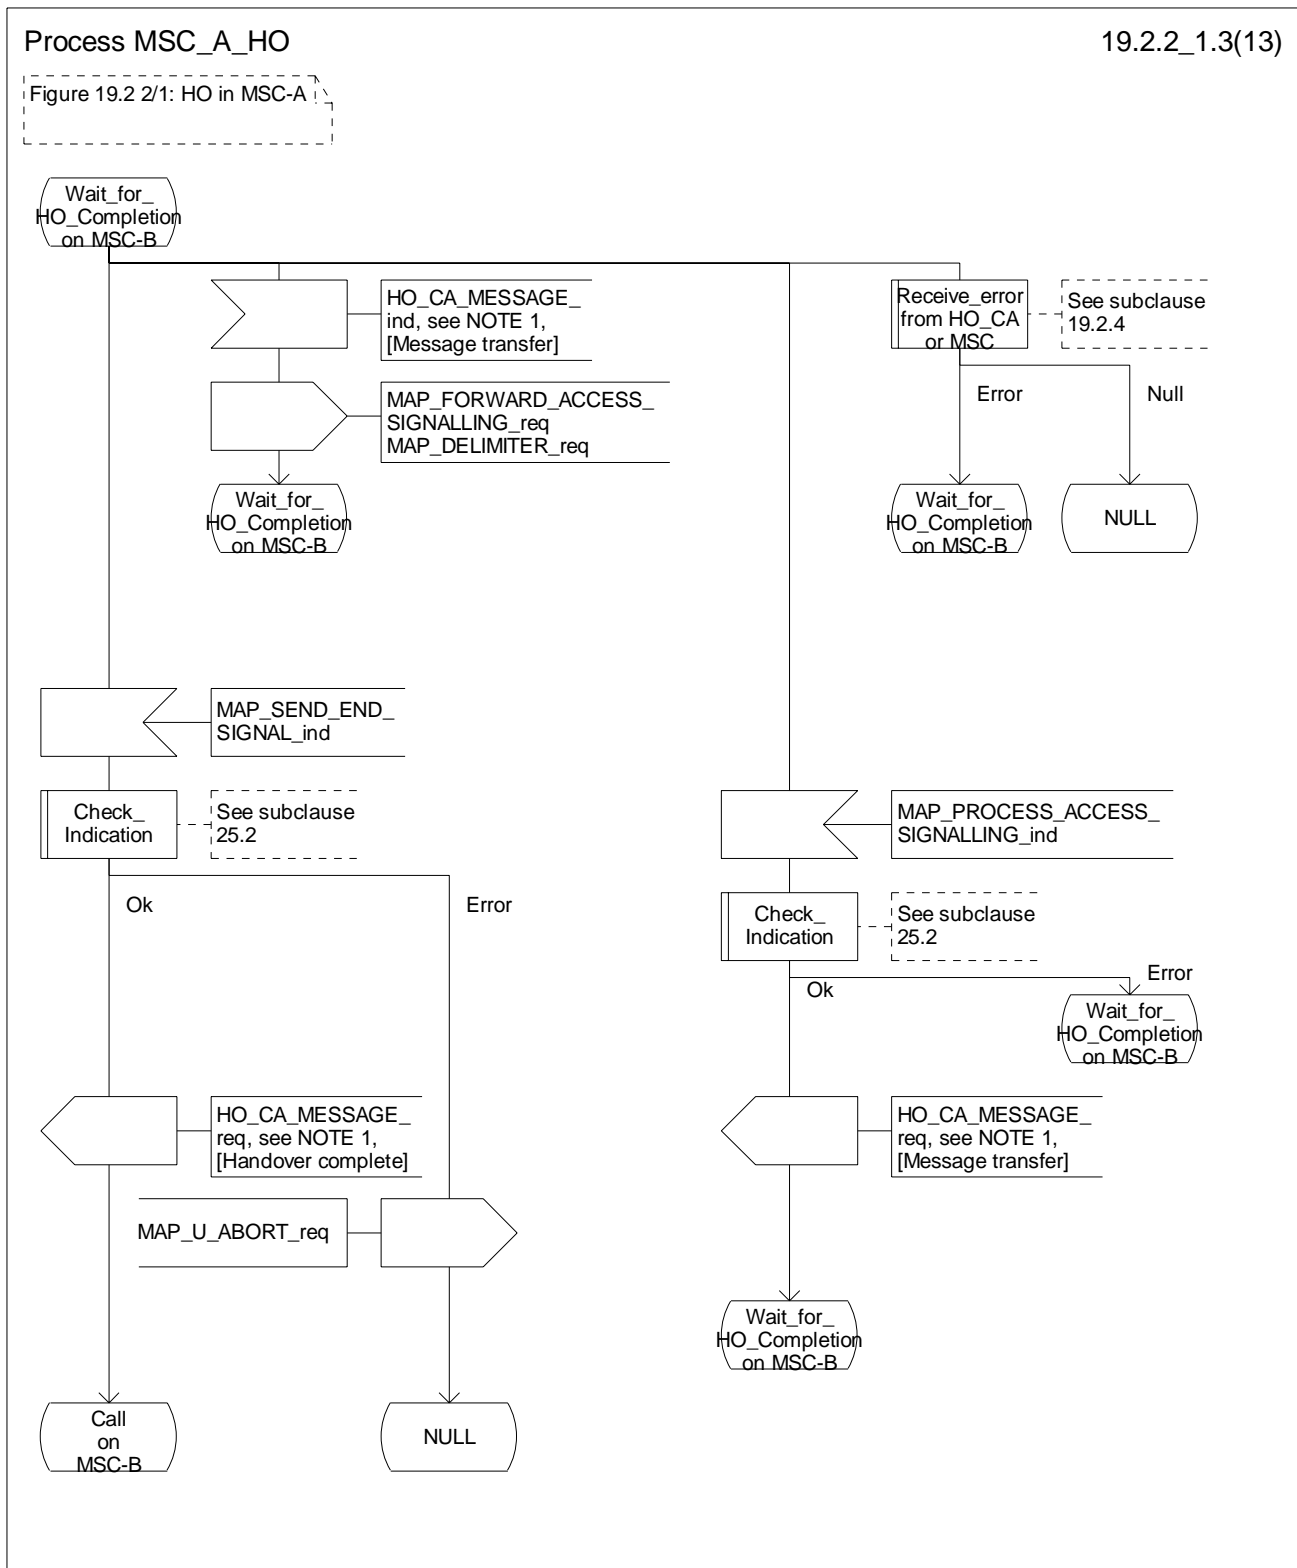 Process MSC_A_HO
19.2.2_1.3(13)
Figure 19.2 2/1: HO in MSC-A
Wait_for_
HO_Completion
on MSC-B
HO_CA_MESSAGE_
ind, see NOTE 1,
[Message transfer]
Receive_error
from HO_CA
or MSC
See subclause
19.2.4
MAP_FORWARD_ACCESS_
SIGNALLING_req
MAP_DELIMITER_req
Error
Null
Wait_for_
HO_Completion
on MSC-B
Wait_for_
HO_Completion
on MSC-B
NULL
MAP_SEND_END_
SIGNAL_ind
Check_
Indication
See subclause
25.2
MAP_PROCESS_ACCESS_
SIGNALLING_ind
Ok
Error
Check_
Indication
See subclause
25.2
Ok
Error
Wait_for_
HO_Completion
on MSC-B
HO_CA_MESSAGE_
req, see NOTE 1,
[Handover complete]
HO_CA_MESSAGE_
req, see NOTE 1,
[Message transfer]
MAP_U_ABORT_req
Wait_for_
HO_Completion
on MSC-B
Call
on
MSC-B
NULL